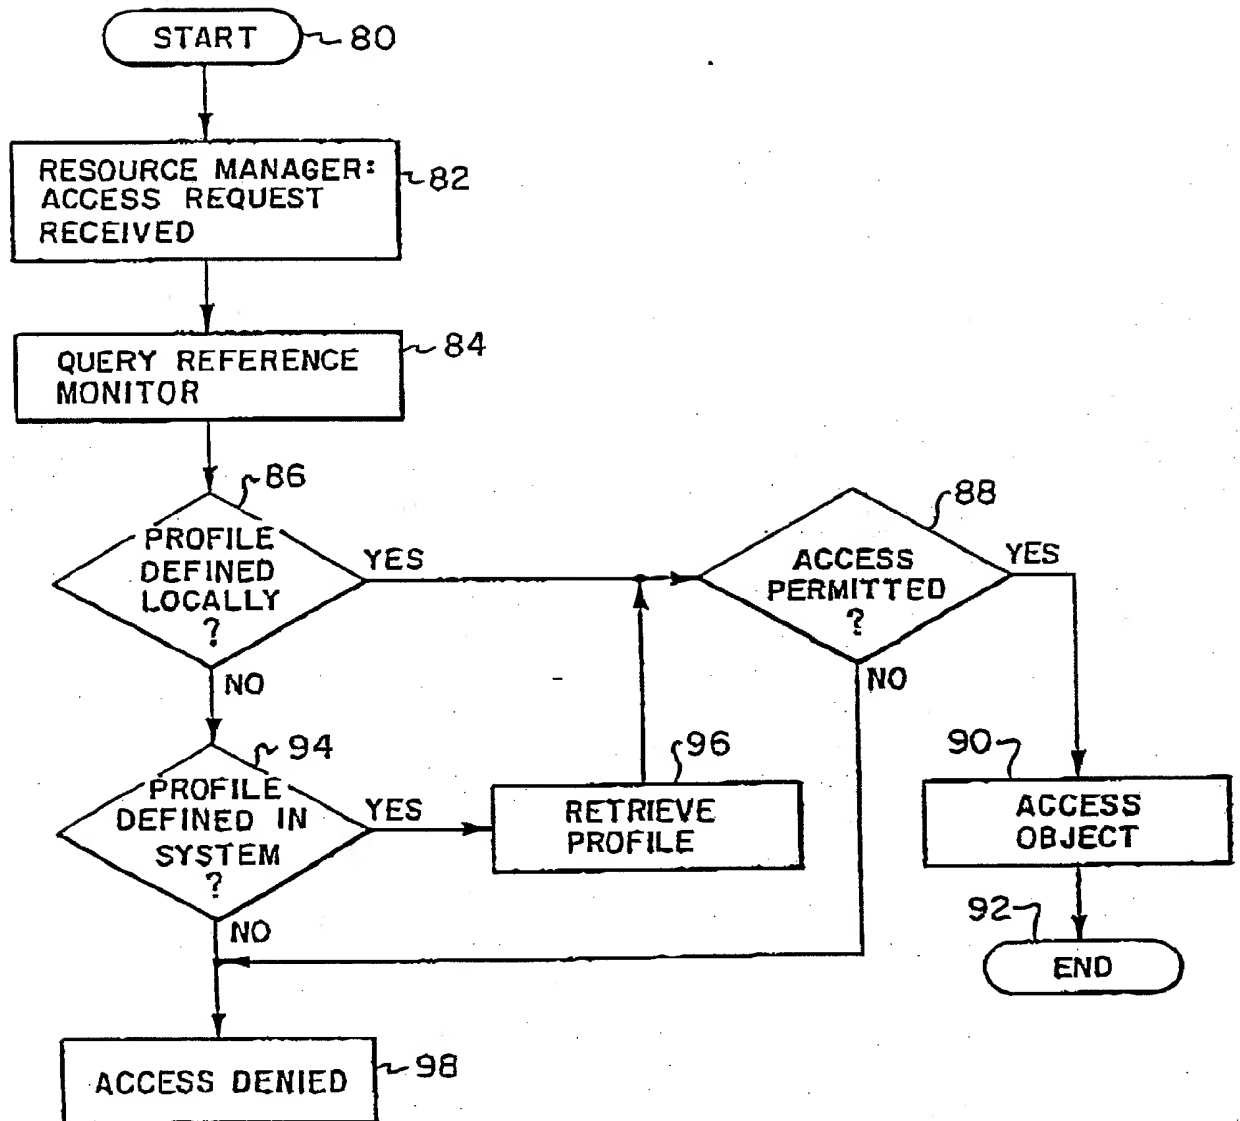 START
80
RESOURCE MANAGER:
ACCESS REQUEST
RECEIVED
82
QUERY REFERENCE
MONITOR
84
86
PROFILE
DEFINED
LOCALLY
?
YES
NO
88
ACCESS
PERMITTED
?
YES
NO
94
PROFILE
DEFINED IN
SYSTEM
?
YES
NO
96
RETRIEVE
PROFILE
90
ACCESS
OBJECT
92
END
ACCESS DENIED
98